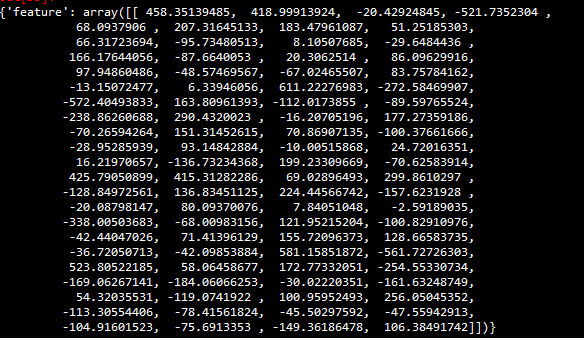 {'feature': array([[ 458.35139485, 418.99913924, -20.42924845, -521.7352304 ,
68.0937906 , 207.31645133, 183.47961087, 51.25185303,
66.31723694, -95.73480513, 8.10507685, -29.6484436 ,
166.17644056, -87.6640053 , 20.3062514 , 86.09629916,
97.94860486, -48.57469567, -67.02465507, 83.75784162,
-13.15072477, 6.33946056, 611.22276983, -272.58469907,
-572.40493833, 163.80961393, -112.0173855 , -89.59765524,
-238.86260688, 290.4320023 , -16.20705196, 177.27359186,
-70.26594264, 151.31452615, 70.86907135, -100.37661666,
-28.95285939, 93.14842884, -10.00515868, 24.72016351,
16.21970657, -136.73234368, 199.23309669, -70.62583914,
425.79050899, 415.31282286, 69.02896493, 299.8610297 ,
-128.84972561, 136.83451125, 224.44566742, -157.6231928 ,
-20.08798147, 80.09370076, 7.84051048, -2.59189035,
-338.00503683, -68.00983156, 121.95215204, -100.82910976,
-42.44047026, 71.41396129, 155.72096373, 128.66583735,
-36.72050713, -42.09853884, 581.15851872, -561.72726303,
523.80522185, 58.06458677, 172.77332051, -254.55330734,
-169.06267141, -184.06066253, -30.02220351, -161.63248749,
54.32035531, -119.0741922 , 100.95952493, 256.05045352,
-113.30554406, -78.41561824, -45.50297592, -47.55942913,
-104.91601523, -75.6913353 , -149.36186478, 106.38491742]])}